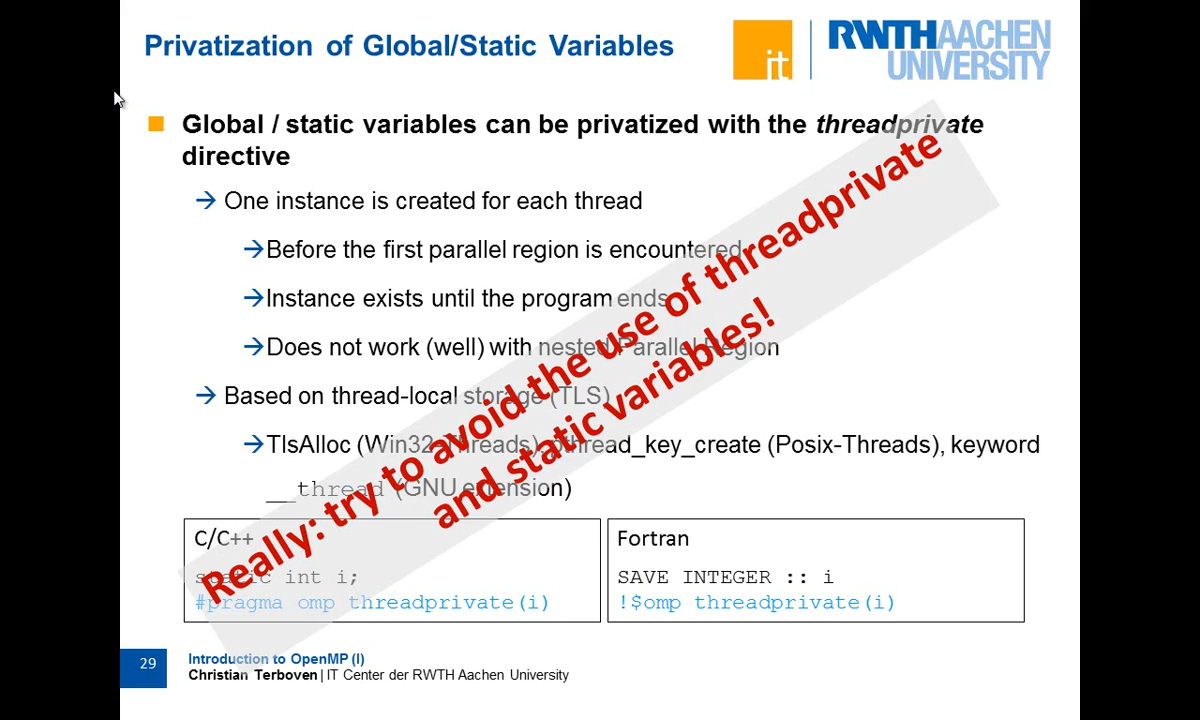 Privatization of Global/Static Variables
it
RWTHAACHEN
UNIVERSITY
Global / static variables can be privatized with the threadprivate
directive
→ One instance is created for each thread
→Before the first parallel region is encountered
→Instance exists until the program ends
→Does not work (well) with nested Parallel Region
→ Based on thread-local storage (TLS)
→TlsAlloc (Win32-Threads), pthread_key_create (Posix-Threads), keyword
__thread (GNU extension)
Really: try to avoid the use of threadprivate
and static variables!
C/C++
static int i;
#pragma omp threadprivate(i)
Fortran
SAVE INTEGER :: i
!$omp threadprivate(i)
29
Introduction to OpenMP (I)
Christian Terboven | IT Center der RWTH Aachen University